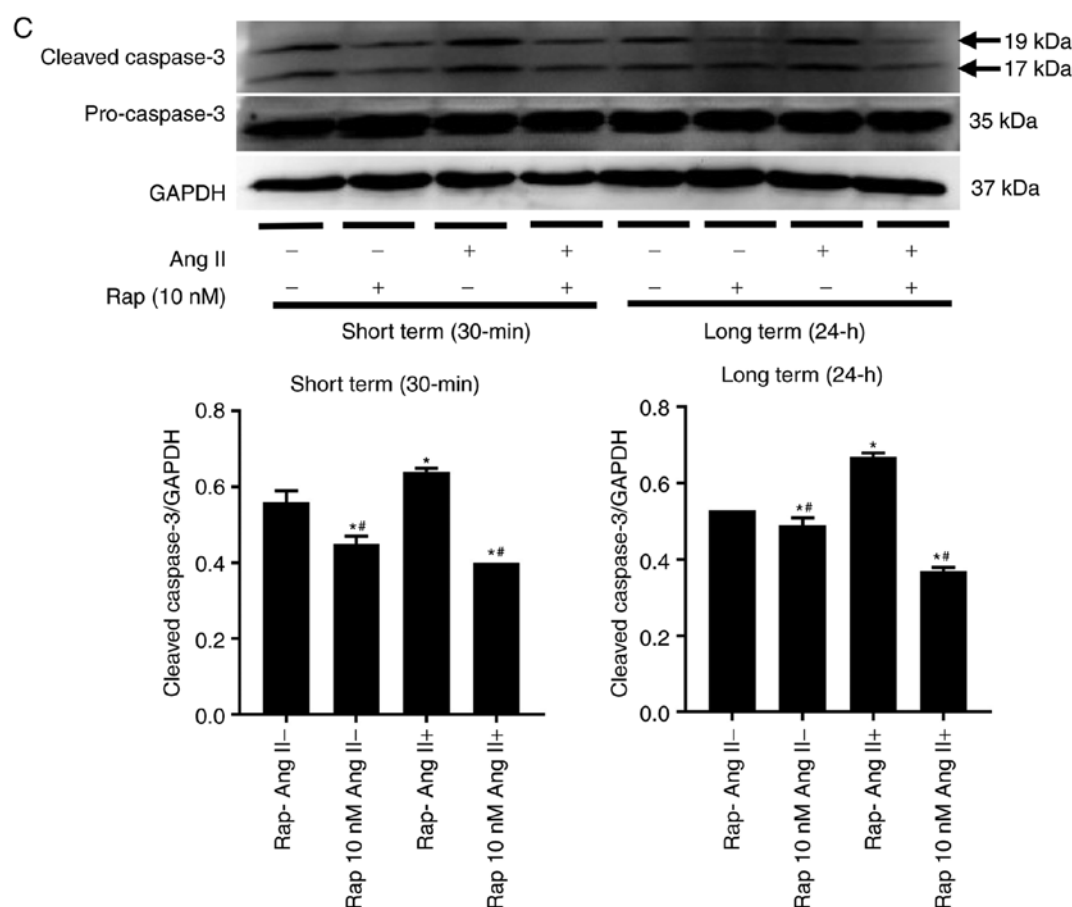 C
Cleaved caspase-3
19 kDa
17 kDa
Pro-caspase-3
35 kDa
GAPDH
37 kDa
Ang II – – + + – – + +
Rap (10 nM) – + – + – + – +
Short term (30-min) Long term (24-h)
Short term (30-min)
Cleaved caspase-3/GAPDH
0.8
0.6
0.4
0.2
0.0
*#
*
*#
Rap- Ang II–
Rap 10 nM Ang II–
Rap- Ang II+
Rap 10 nM Ang II+
Long term (24-h)
Cleaved caspase-3/GAPDH
0.8
0.6
0.4
0.2
0.0
*#
*
*#
Rap- Ang II–
Rap 10 nM Ang II–
Rap- Ang II+
Rap 10 nM Ang II+